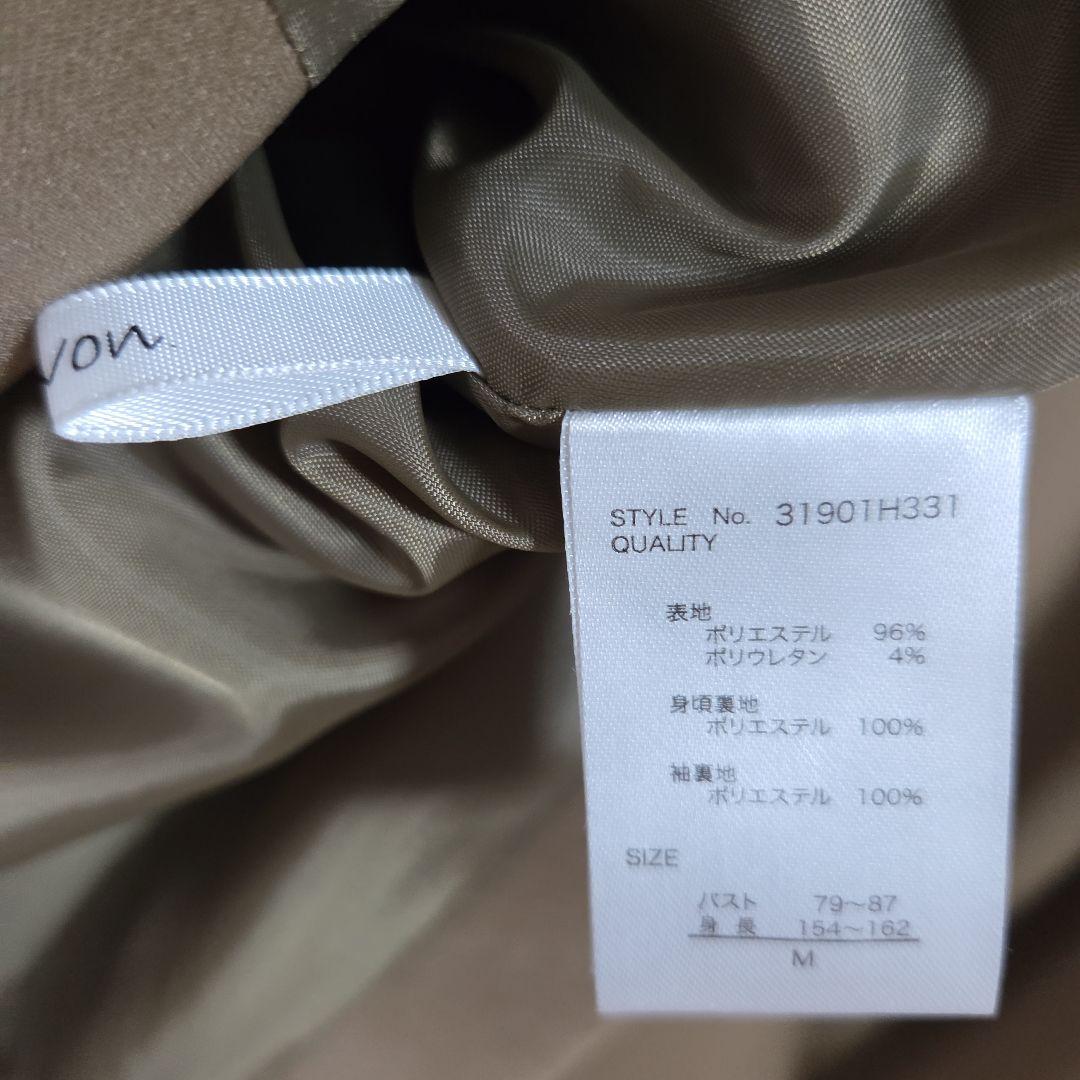 von
STYLE No. 31901H331
QUALITY
表地
ポリエステル 96%
ポリウレタン 4%
身頃裏地
ポリエステル 100%
袖裏地
ポリエステル 100%
SIZE
バスト 79~87
身長 154~162
M